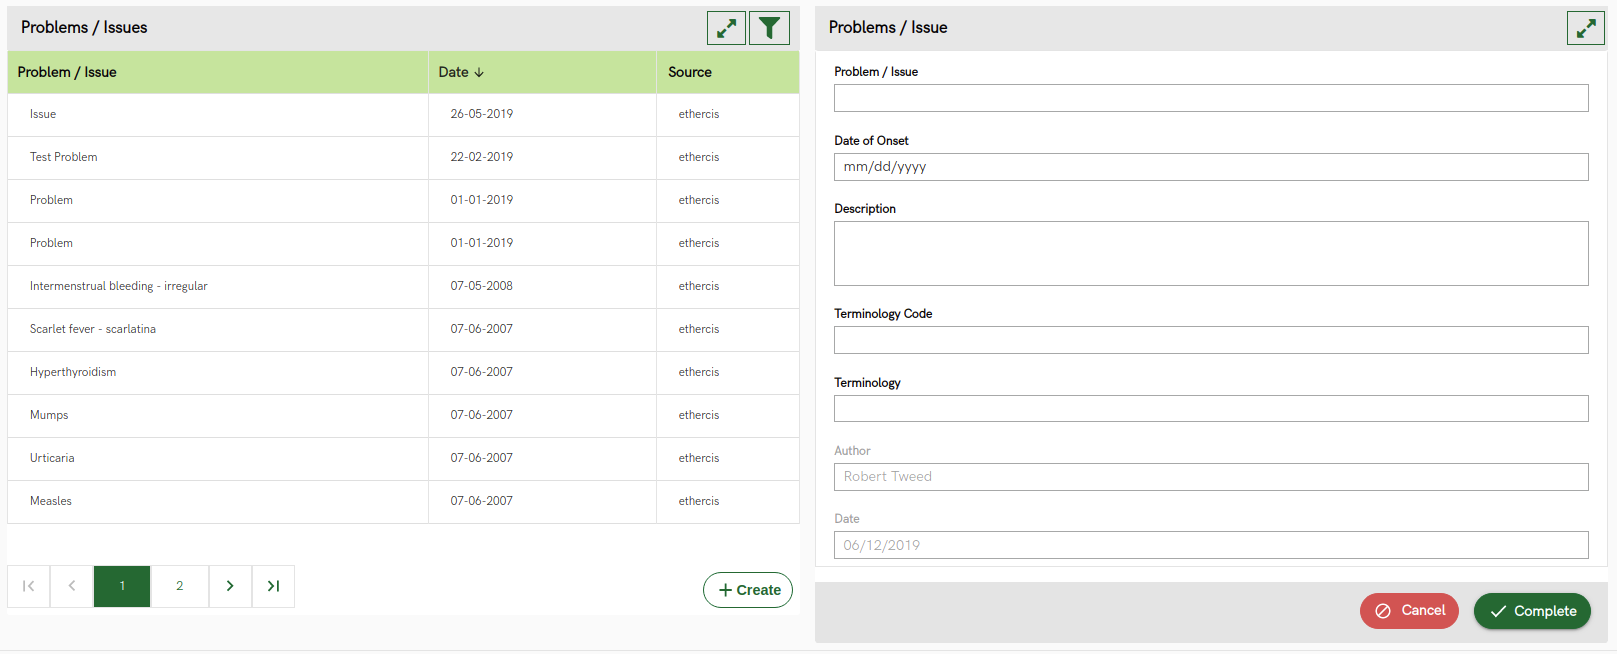 Problems / Issues
Problem / Issue Date Source
Issue 26-05-2019 ethercis
Test Problem 22-02-2019 ethercis
Problem 01-01-2019 ethercis
Problem 01-01-2019 ethercis
Intermenstrual bleeding - irregular 07-05-2008 ethercis
Scarlet fever - scarlatina 07-06-2007 ethercis
Hyperthyroidism 07-06-2007 ethercis
Mumps 07-06-2007 ethercis
Urticaria 07-06-2007 ethercis
Measles 07-06-2007 ethercis
1 2
Create
Problems / Issue
Problem / Issue
Date of Onset
mm/dd/yyyy
Description
Terminology Code
Terminology
Author
Robert Tweed
Date
06/12/2019
Cancel Complete